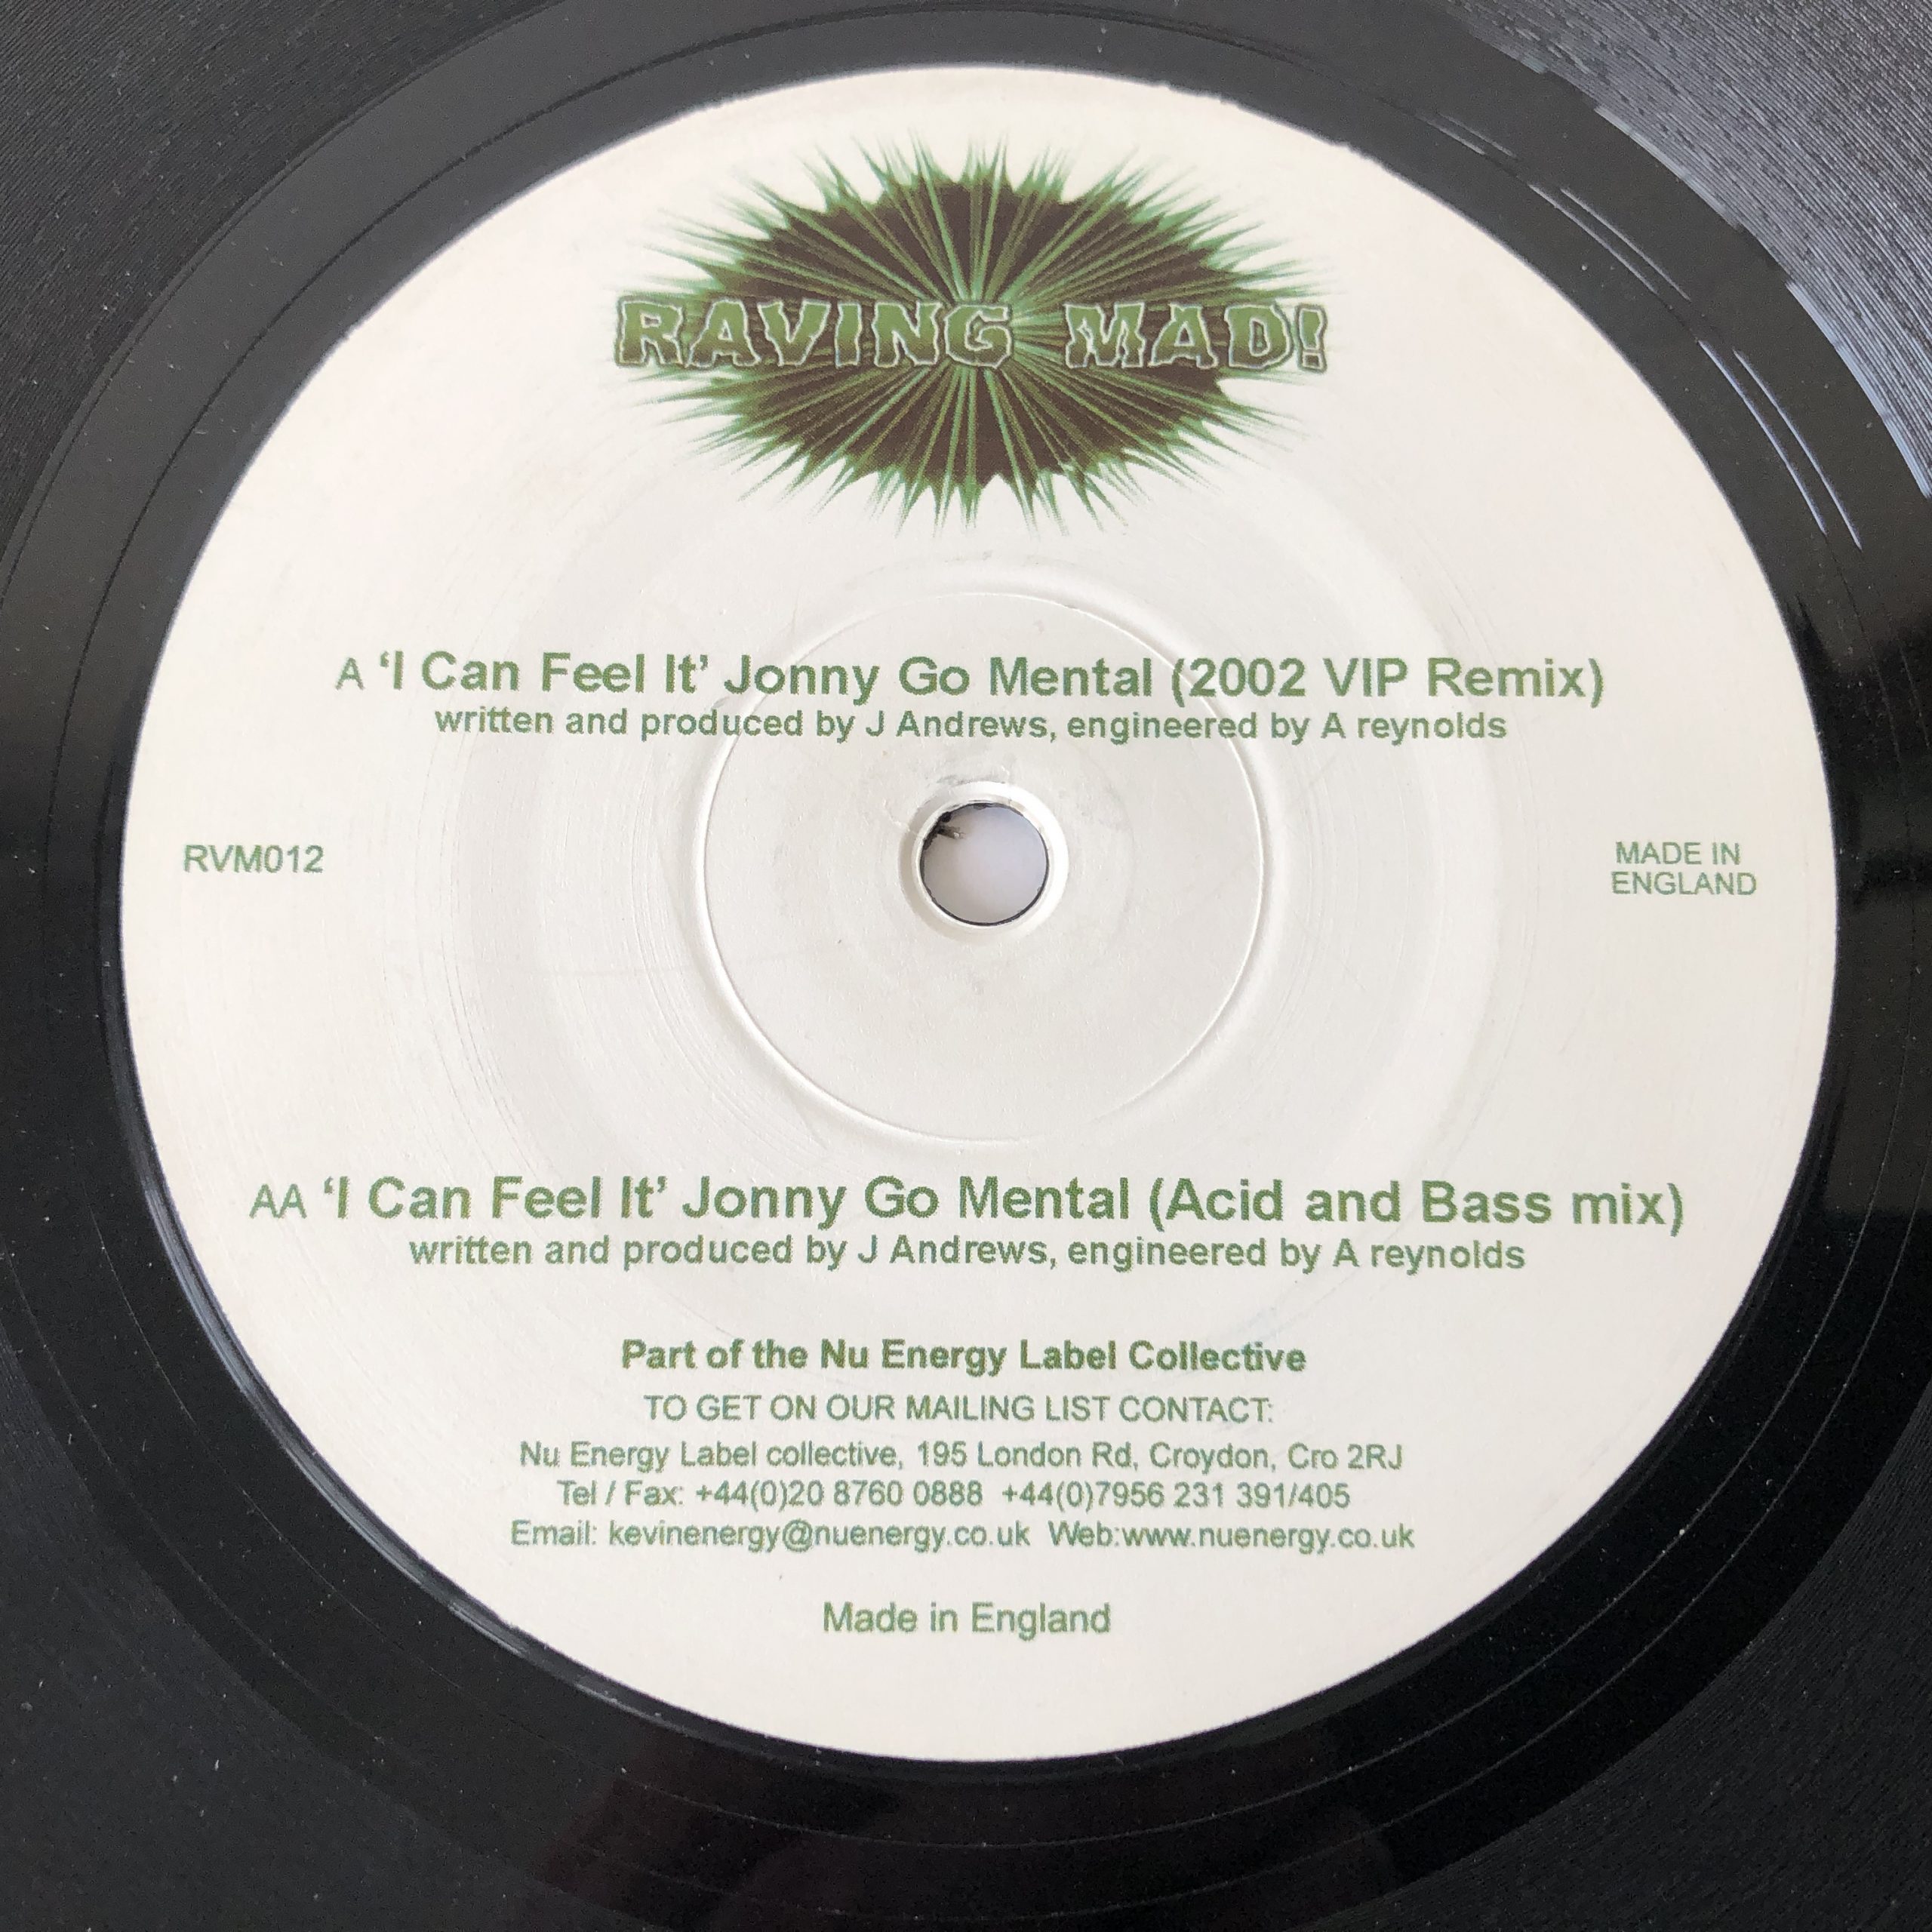 RAVING MAD!
A ‘I Can Feel It’ Jonny Go Mental (2002 VIP Remix)
written and produced by J Andrews, engineered by A reynolds
RVM012
MADE IN
ENGLAND
AA ‘I Can Feel It’ Jonny Go Mental (Acid and Bass mix)
written and produced by J Andrews, engineered by A reynolds
Part of the Nu Energy Label Collective
TO GET ON OUR MAILING LIST CONTACT:
Nu Energy Label collective, 195 London Rd, Croydon, Cro 2RJ
Tel / Fax: +44(0)20 8760 0888 +44(0)7956 231 391/405
Email: kevinenergy@nuenergy.co.uk Web:www.nuenergy.co.uk
Made in England